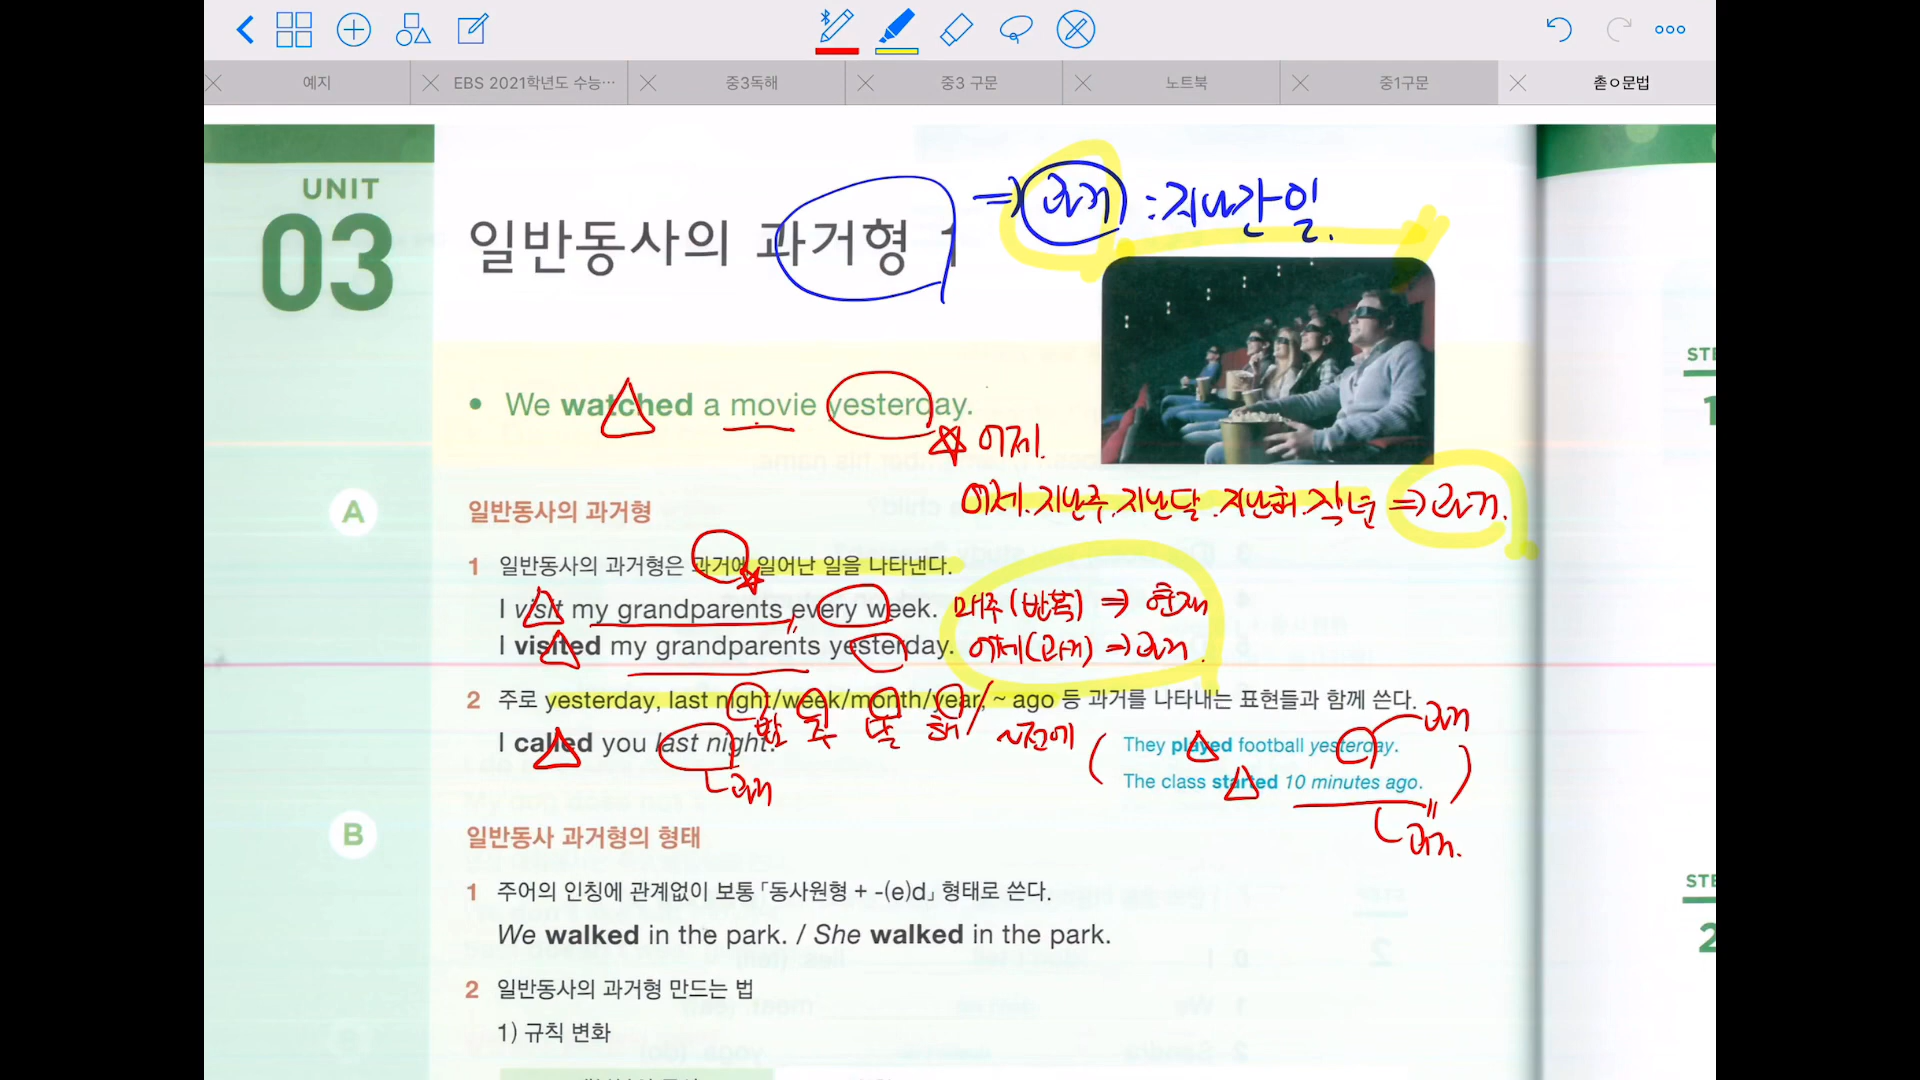 예지
EBS 2021학년도 수능…
중3독해
중3 구문
노트북
중1구문
촏ㅇ문법
UNIT
03
일반동사의 과거형 1
⇒ 과거 : 지나간 일.
• We watched a movie yesterday.
☆ 어제.
어제. 지난주. 지난달. 지난해. 작년 ⇒ 과거.
A
일반동사의 과거형
1 일반동사의 과거형은 과거에 일어난 일을 나타낸다.
I visit my grandparents every week. 매주 (반복) ⇒ 현재
I visited my grandparents yesterday. 어제 (과거) ⇒ 과거.
2 주로 yesterday, last night/week/month/year, ~ ago 등 과거를 나타내는 표현들과 함께 쓴다.
밤 주 달 해 / ~전에
과거
I called you last night.
과거
They played football yesterday.
The class started 10 minutes ago.
과거.
B
일반동사 과거형의 형태
1 주어의 인칭에 관계없이 보통 「동사원형 + -(e)d」 형태로 쓴다.
We walked in the park. / She walked in the park.
2 일반동사의 과거형 만드는 법
1) 규칙 변화
STE
1
STE
2